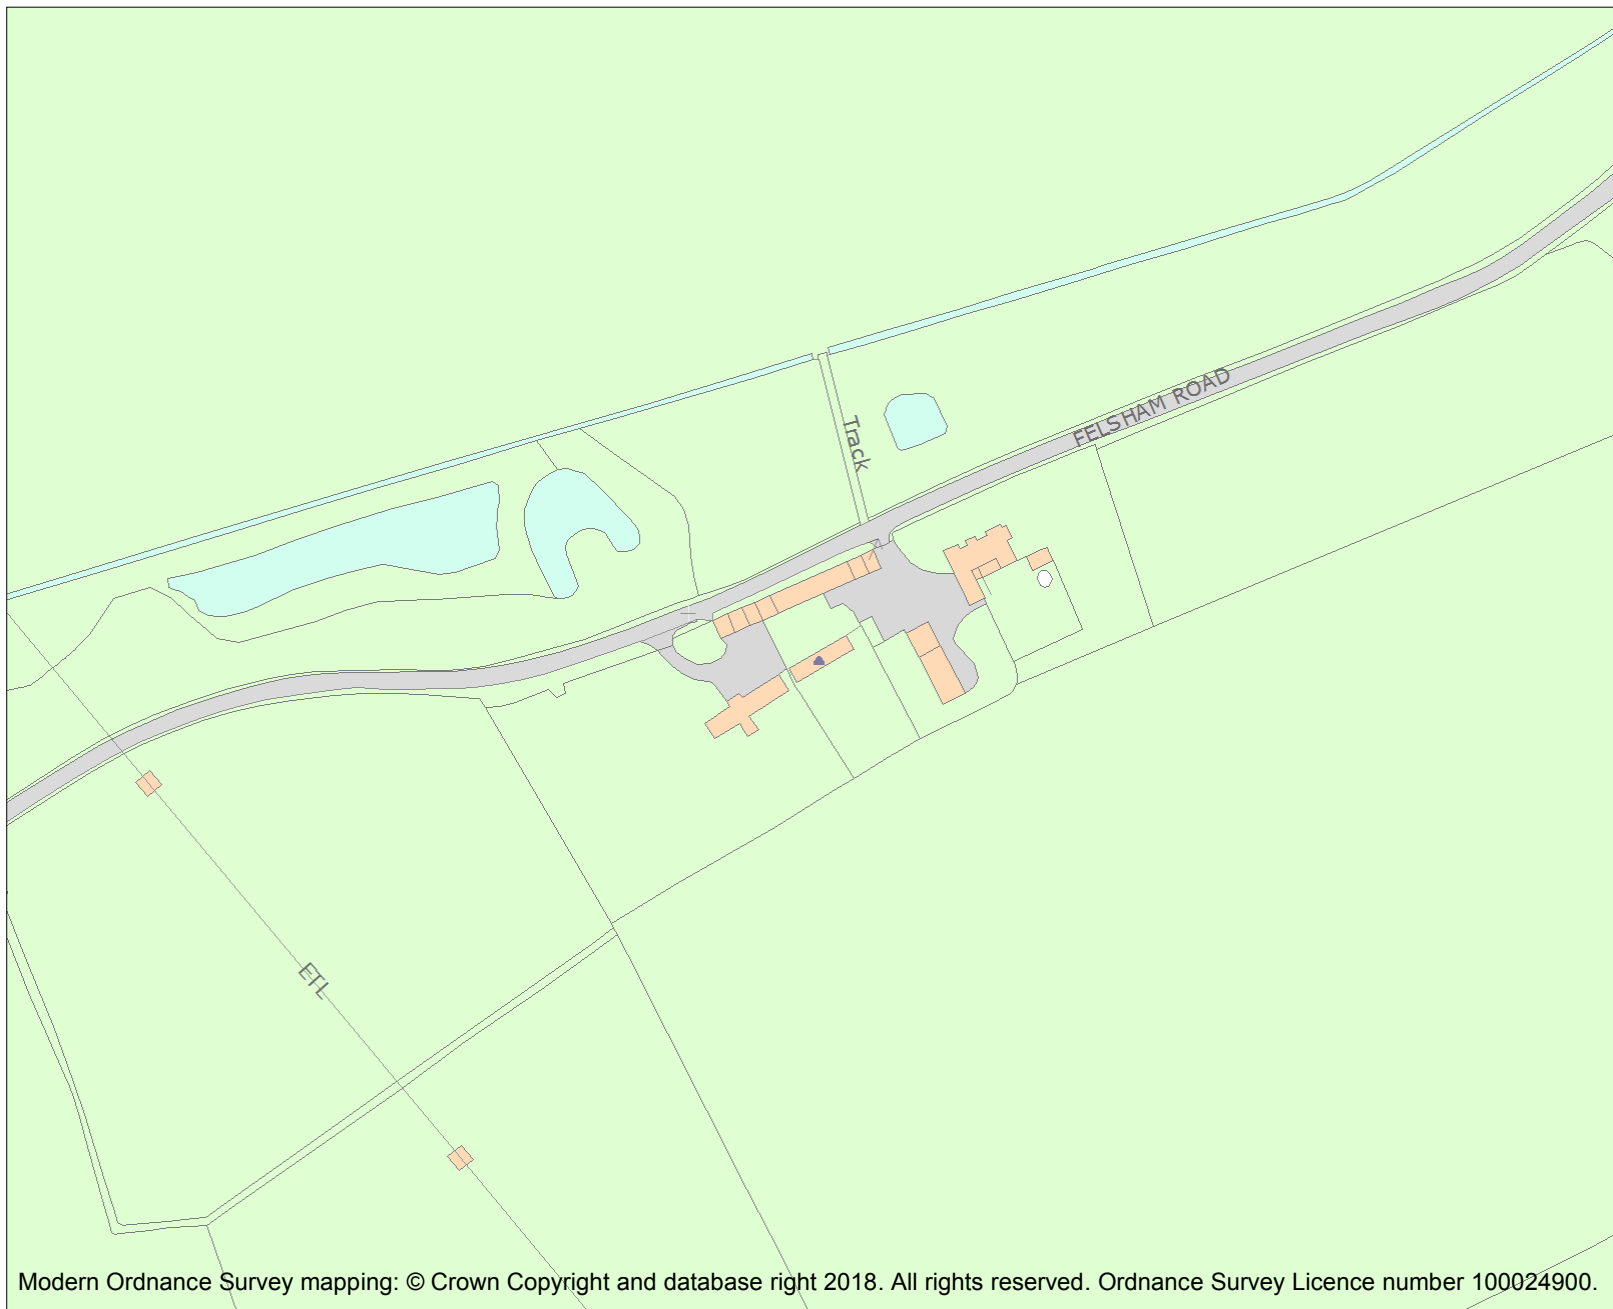 FELSHAM ROAD
Track
ETL
Modern Ordnance Survey mapping: © Crown Copyright and database right 2018. All rights reserved. Ordnance Survey Licence number 100024900.